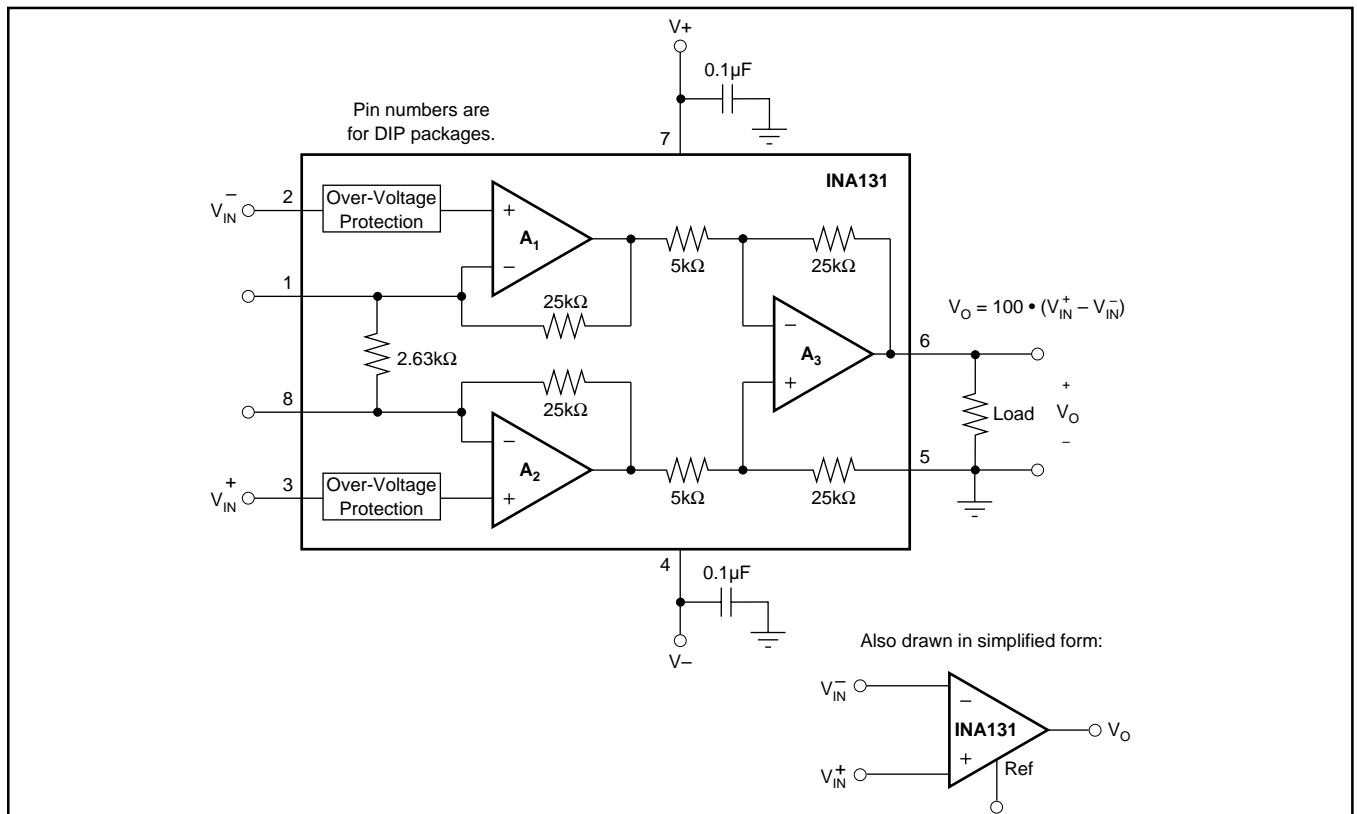 V+
0.1µF
Pin numbers are
for DIP packages.
7
INA131
V_IN^–
2
Over-Voltage
Protection
+
A1
–
5kΩ
25kΩ
1
25kΩ
V_O = 100 • (V_IN^+ – V_IN^–)
2.63kΩ
–
A3
+
6
8
25kΩ
+
V_O
–
Load
–
A2
+
5kΩ
25kΩ
5
V_IN^+
3
Over-Voltage
Protection
4
0.1µF
V–
Also drawn in simplified form:
V_IN^–
–
INA131
+
V_O
V_IN^+
Ref